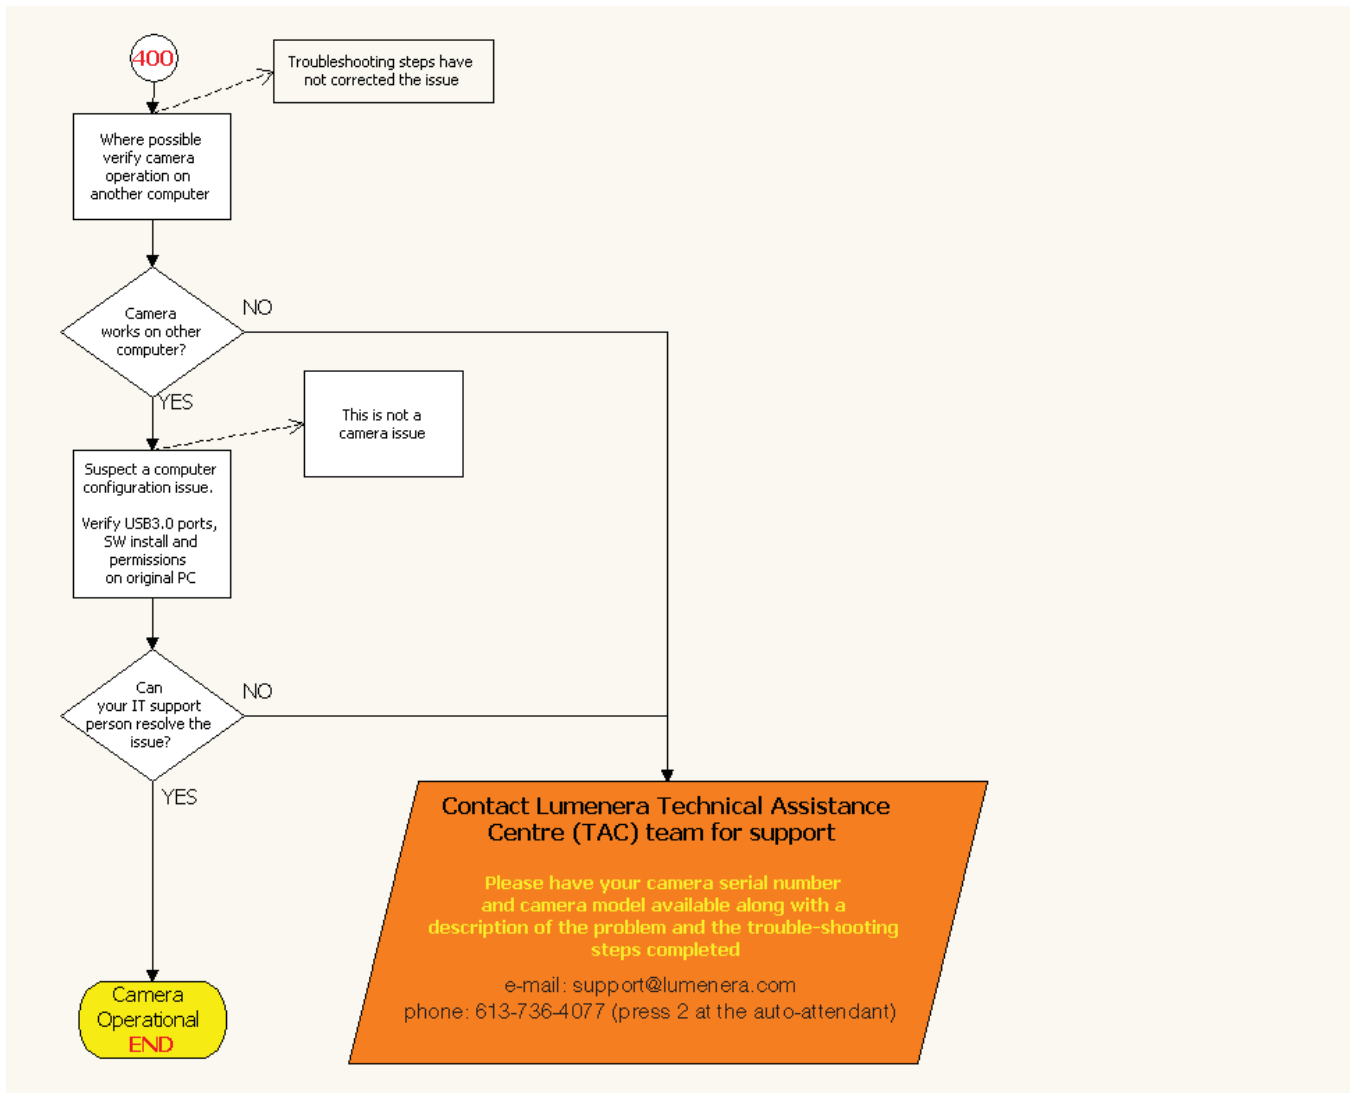 400
Troubleshooting steps have
not corrected the issue
Where possible
verify camera
operation on
another computer
Camera
works on other
computer?
NO
YES
This is not a
camera issue
Suspect a computer
configuration issue.
Verify USB3.0 ports,
SW install and
permissions
on original PC
Can
your IT support
person resolve the
issue?
NO
YES
Contact Lumenera Technical Assistance
Centre (TAC) team for support
Please have your camera serial number
and camera model available along with a
description of the problem and the trouble-shooting
steps completed
e-mail: support@lumenera.com
phone: 613-736-4077 (press 2 at the auto-attendant)
Camera
Operational
END